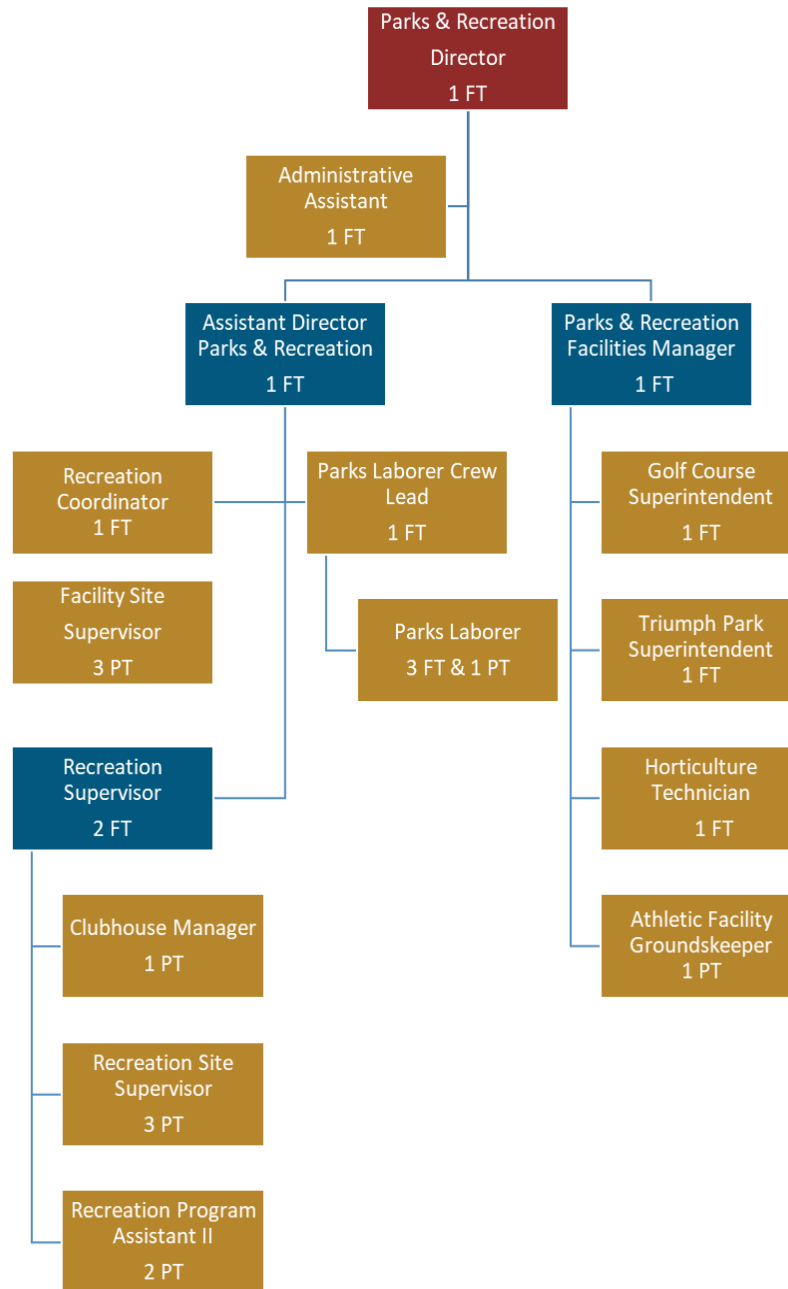 Parks & Recreation
Director
1 FT
Administrative
Assistant
1 FT
Assistant Director
Parks & Recreation
1 FT
Parks & Recreation
Facilities Manager
1 FT
Recreation
Coordinator
1 FT
Parks Laborer Crew
Lead
1 FT
Golf Course
Superintendent
1 FT
Facility Site
Supervisor
3 PT
Parks Laborer
3 FT & 1 PT
Triumph Park
Superintendent
1 FT
Recreation
Supervisor
2 FT
Horticulture
Technician
1 FT
Clubhouse Manager
1 PT
Athletic Facility
Groundskeeper
1 PT
Recreation Site
Supervisor
3 PT
Recreation Program
Assistant II
2 PT